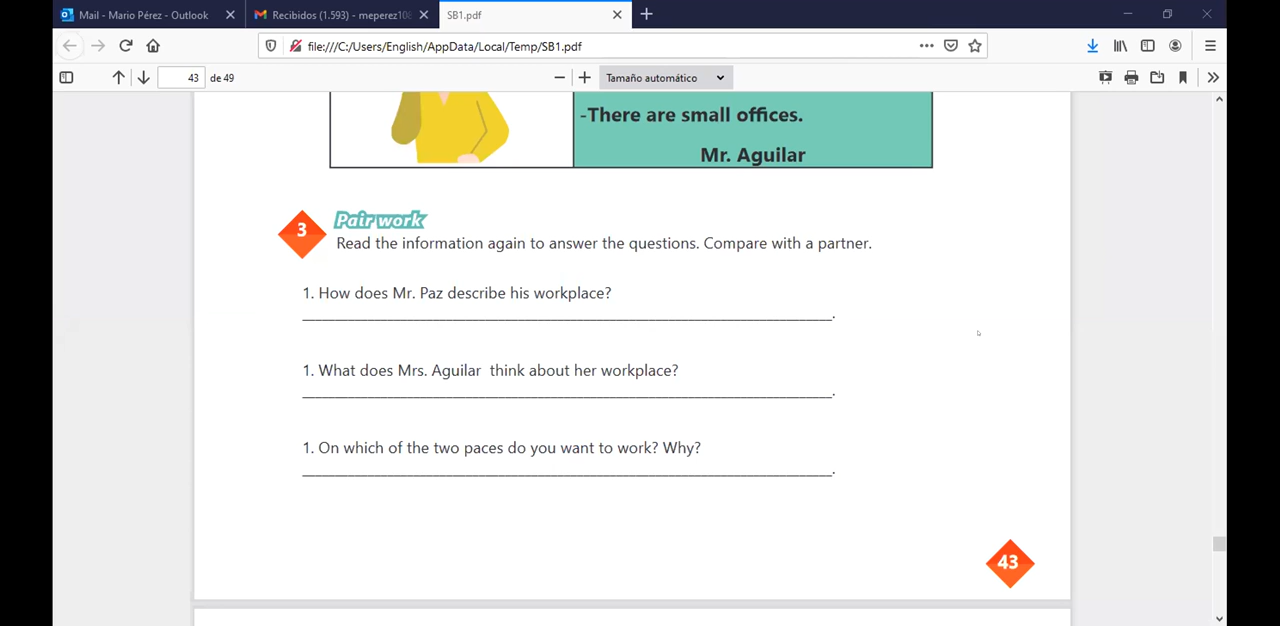 Mail - Mario Pérez - Outlook
Recibidos (1.593) - meperez108
SB1.pdf
file:///C:/Users/English/AppData/Local/Temp/SB1.pdf
43 de 49
Tamaño automático
-There are small offices.
Mr. Aguilar
3
Pair work
Read the information again to answer the questions. Compare with a partner.
1. How does Mr. Paz describe his workplace?
1. What does Mrs. Aguilar think about her workplace?
1. On which of the two paces do you want to work? Why?
43